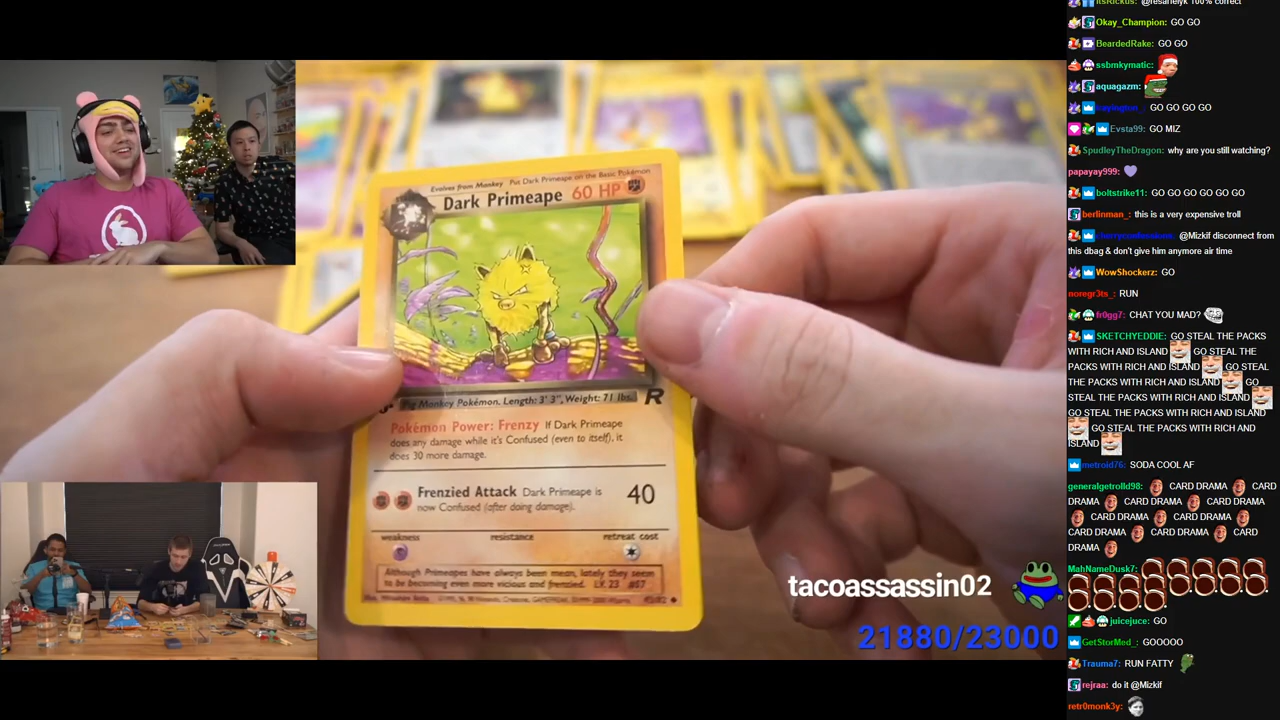 Evolves from Mankey Put Dark Primeape on the Basic Pokémon
Dark Primeape 60 HP
Pig Monkey Pokémon. Length: 3' 3", Weight: 71 lbs.
R
Pokémon Power: Frenzy If Dark Primeape
does any damage while it's Confused (even to itself), it
does 30 more damage.
Frenzied Attack Dark Primeape is
now Confused (after doing damage).
40
weakness resistance retreat cost
Although Primeapes have always been mean, lately they seem
to be becoming even more vicious and frenzied. LV. 23 #57
tacoassassin02
21880/23000
100% correct
Okay_Champion: GO GO
BeardedRake: GO GO
ssbmkymatic:
aquagazm:
GO GO GO GO
Evsta99: GO MIZ
SpudleyTheDragon: why are you still watching?
papayay999:
boltstrike11: GO GO GO GO GO GO
berlinman_: this is a very expensive troll
@Mizkif disconnect from
this dbag & don't give him anymore air time
WowShockerz: GO
noregr3ts_: RUN
fr0gg7: CHAT YOU MAD?
SKETCHYEDDIE: GO STEAL THE PACKS
WITH RICH AND ISLAND GO STEAL THE
PACKS WITH RICH AND ISLAND GO STEAL
THE PACKS WITH RICH AND ISLAND GO
STEAL THE PACKS WITH RICH AND ISLAND
GO STEAL THE PACKS WITH RICH AND ISLAND
GO STEAL THE PACKS WITH RICH AND
ISLAND
metroid76: SODA COOL AF
generalgetrolld98: CARD DRAMA CARD
DRAMA CARD DRAMA CARD DRAMA
CARD DRAMA CARD DRAMA
CARD DRAMA CARD DRAMA CARD
DRAMA
MahNameDusk7:
juicejuce: GO
GetStorMed_: GOOOOO
Trauma7: RUN FATTY
rejraa: do it @Mizkif
retr0monk3y: